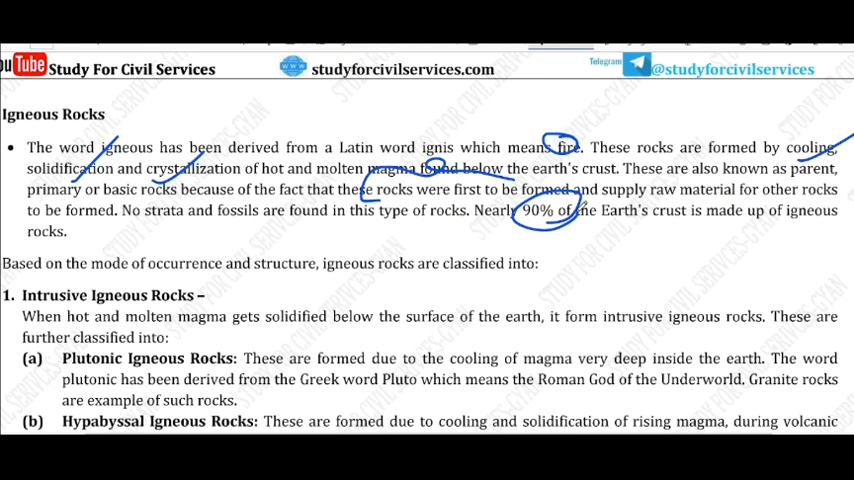 ou Tube Study For Civil Services www studyforcivilservices.com Telegram @studyforcivilservices
Igneous Rocks
• The word igneous has been derived from a Latin word ignis which means fire. These rocks are formed by cooling,
solidification and crystallization of hot and molten magma found below the earth's crust. These are also known as parent,
primary or basic rocks because of the fact that these rocks were first to be formed and supply raw material for other rocks
to be formed. No strata and fossils are found in this type of rocks. Nearly 90% of the Earth's crust is made up of igneous
rocks.
Based on the mode of occurrence and structure, igneous rocks are classified into:
1. Intrusive Igneous Rocks –
When hot and molten magma gets solidified below the surface of the earth, it form intrusive igneous rocks. These are
further classified into:
(a) Plutonic Igneous Rocks: These are formed due to the cooling of magma very deep inside the earth. The word
plutonic has been derived from the Greek word Pluto which means the Roman God of the Underworld. Granite rocks
are example of such rocks.
(b) Hypabyssal Igneous Rocks: These are formed due to cooling and solidification of rising magma, during volcanic